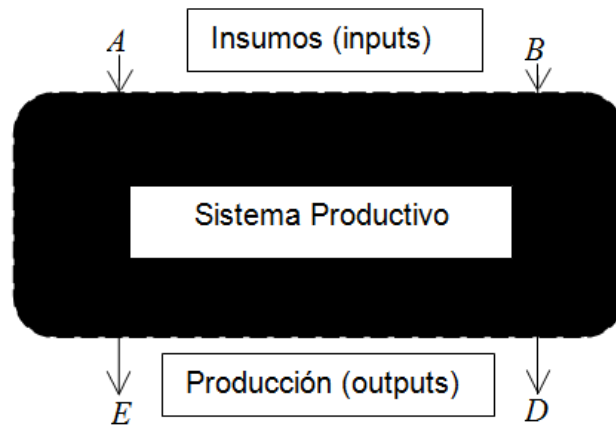 A
Insumos (inputs)
B
Sistema Productivo
E
Producción (outputs)
D